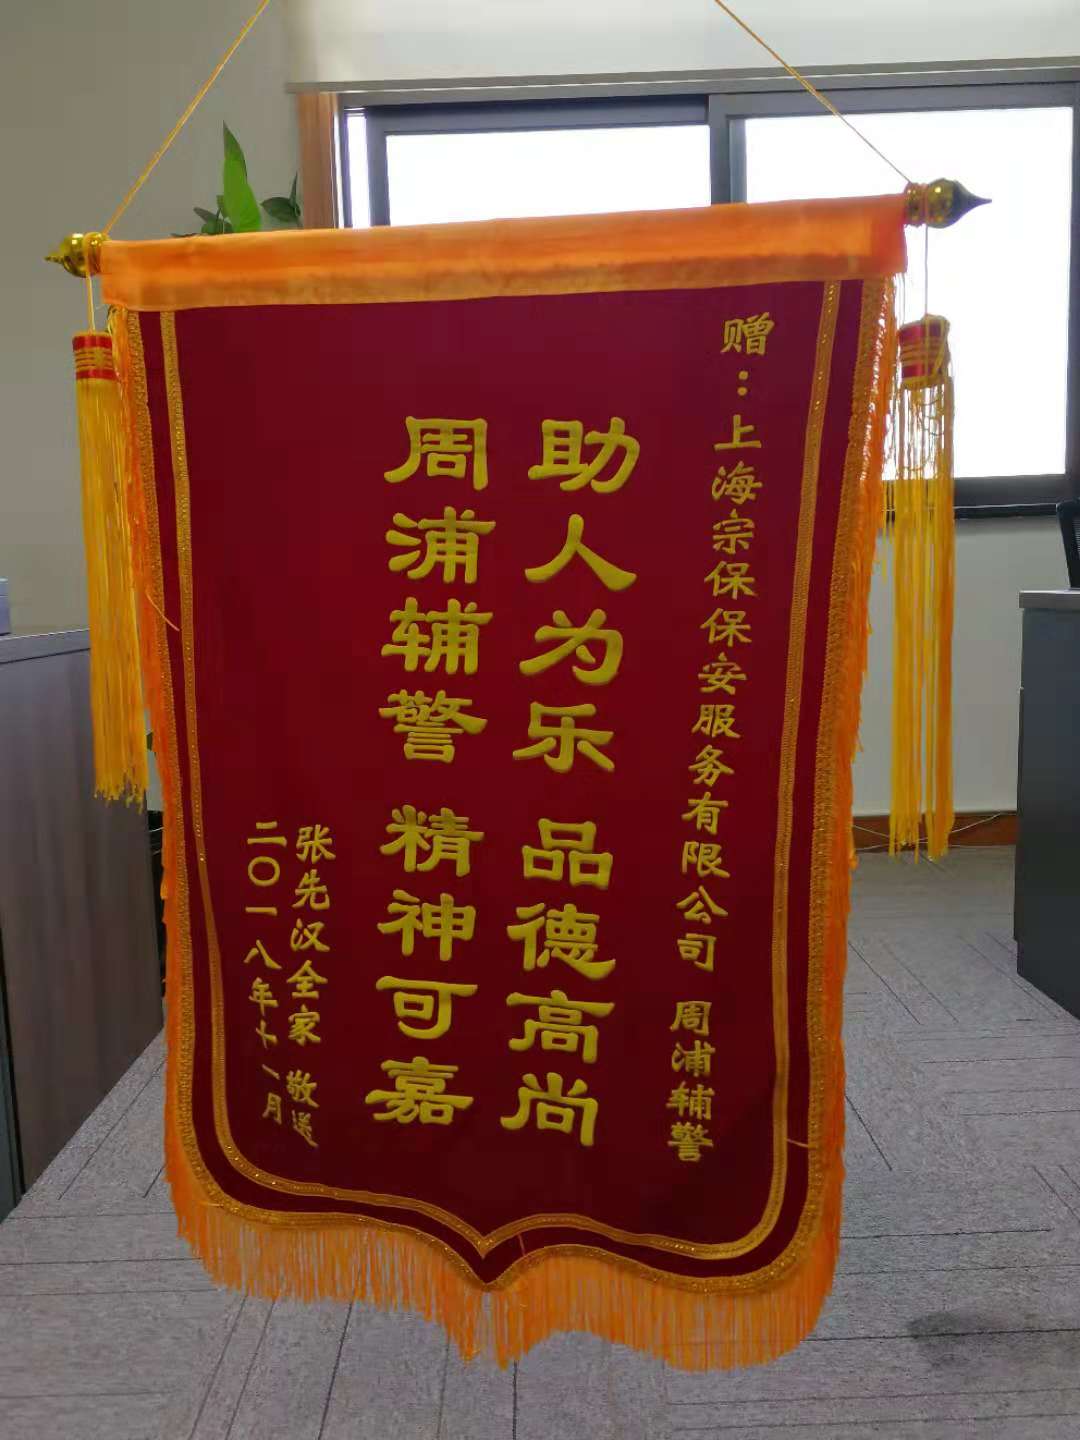 赠：上海宗保保安服务有限公司 周浦辅警
助人为乐 品德高尚
周浦辅警 精神可嘉
张先汉全家 敬送
二〇一八年十一月